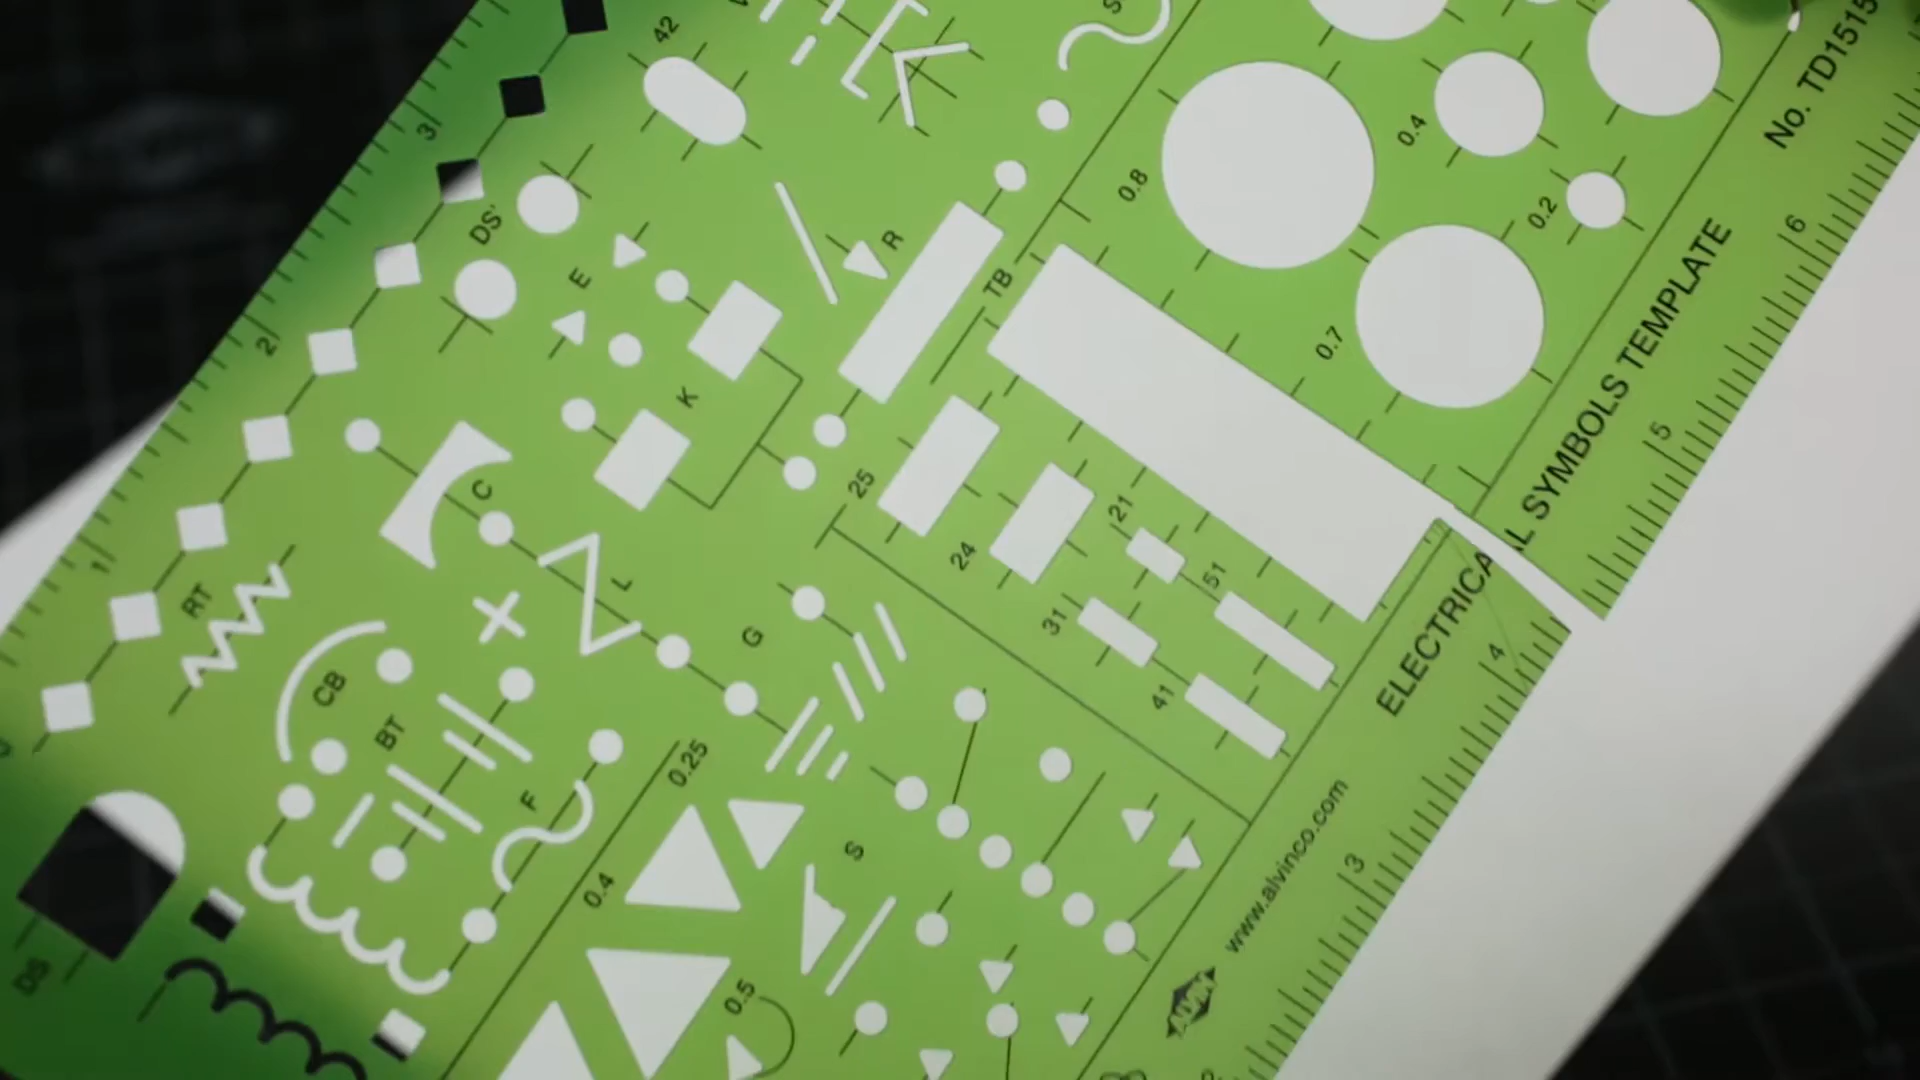 ELECTRICAL SYMBOLS TEMPLATE
No. TD1515
www.alvinco.com
ALVIN
42
3
DS'
2
E
R
TB
0.8
0.4
0.2
0.7
6
5
4
3
K
C
25
24
21
51
31
41
1
RT
L
G
CB
BT
F
0.25
0.4
S
0.5
DS